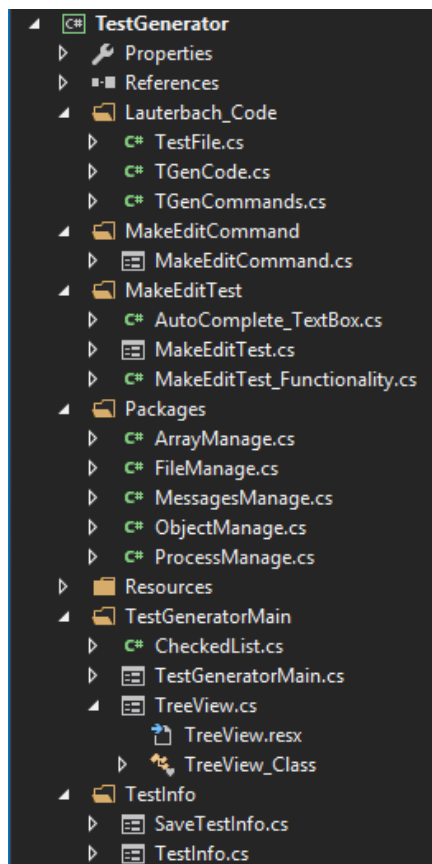 C# TestGenerator
Properties
References
Lauterbach_Code
C# TestFile.cs
C# TGenCode.cs
C# TGenCommands.cs
MakeEditCommand
MakeEditCommand.cs
MakeEditTest
C# AutoComplete_TextBox.cs
MakeEditTest.cs
C# MakeEditTest_Functionality.cs
Packages
C# ArrayManage.cs
C# FileManage.cs
C# MessagesManage.cs
C# ObjectManage.cs
C# ProcessManage.cs
Resources
TestGeneratorMain
C# CheckedList.cs
TestGeneratorMain.cs
TreeView.cs
TreeView.resx
TreeView_Class
TestInfo
SaveTestInfo.cs
TestInfo.cs